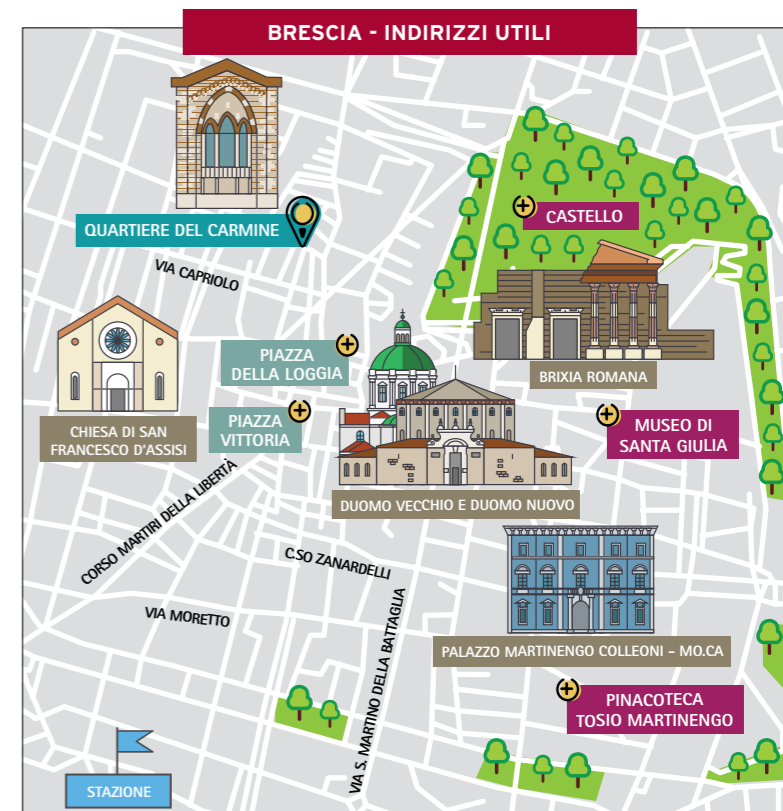 BRESCIA - INDIRIZZI UTILI
QUARTIERE DEL CARMINE
CASTELLO
VIA CAPRIOLO
PIAZZA
DELLA LOGGIA
BRIXIA ROMANA
CHIESA DI SAN
FRANCESCO D'ASSISI
PIAZZA
VITTORIA
MUSEO DI
SANTA GIULIA
DUOMO VECCHIO E DUOMO NUOVO
CORSO MARTIRI DELLA LIBERTÀ
C.SO ZANARDELLI
VIA MORETTO
VIA S. MARTINO DELLA BATTAGLIA
PALAZZO MARTINENGO COLLEONI – MO.CA
PINACOTECA
TOSIO MARTINENGO
STAZIONE